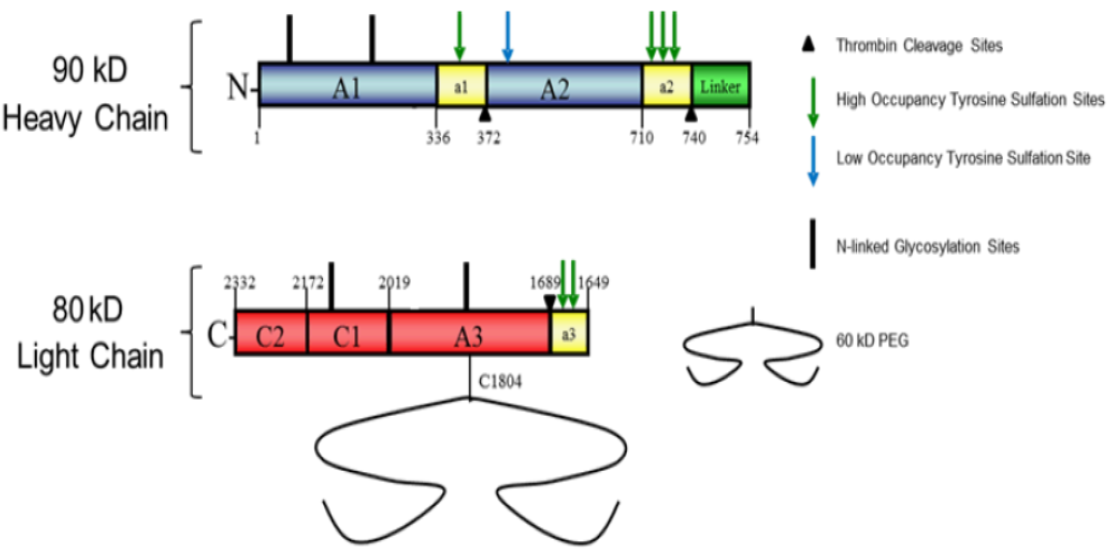 90 kD
Heavy Chain
N-
A1
a1
A2
a2
Linker
1
336
372
710
740
754
Thrombin Cleavage Sites
High Occupancy Tyrosine Sulfation Sites
Low Occupancy Tyrosine Sulfation Site
N-linked Glycosylation Sites
60 kD PEG
80 kD
Light Chain
2332
2172
2019
1689
1649
C-
C2
C1
A3
a3
C1804